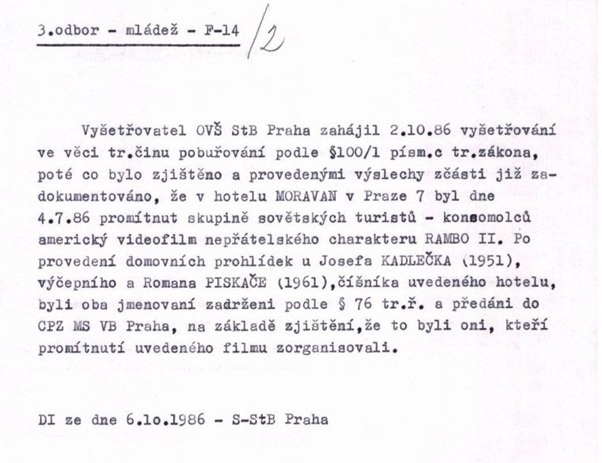 3.odbor - mládež - F-14 /2
Vyšetřovatel OVŠ StB Praha zahájil 2.10.86 vyšetřování
ve věci tr.činu pobuřování podle §100/1 písm.c tr.zákona,
poté co bylo zjištěno a provedenými výslechy zčásti již za-
dokumentováno, že v hotelu MORAVAN v Praze 7 byl dne
4.7.86 promítnut skupině sovětských turistů - konsomolců
americký videofilm nepřátelského charakteru RAMBO II. Po
provedení domovních prohlídek u Josefa KADLEČKA (1951),
výčepního a Romana PISKAČE (1961),číšníka uvedeného hotelu,
byli oba jmenovaní zadrženi podle § 76 tr.ř. a předáni do
CPZ MS VB Praha, na základě zjištění,že to byli oni, kteří
promítnutí uvedeného filmu zorganisovali.
DI ze dne 6.1o.1986 - S-StB Praha